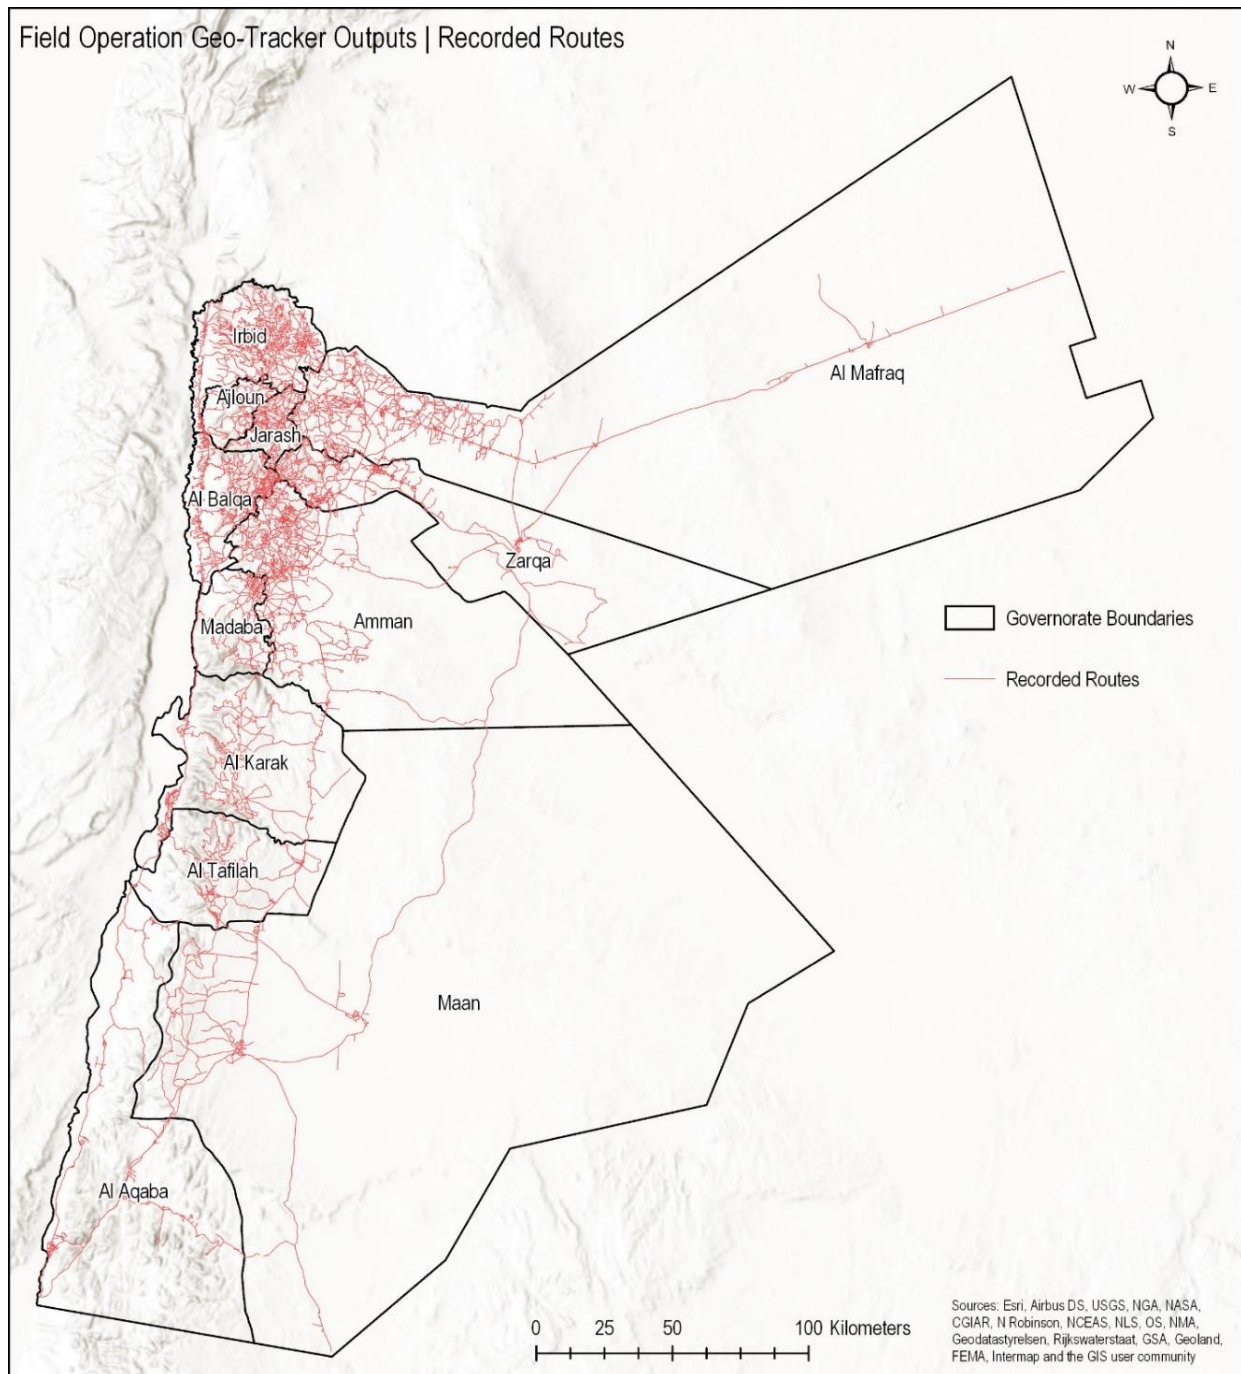 Field Operation Geo-Tracker Outputs | Recorded Routes
N
W
E
S
Irbid
Ajloun
Jarash
Al Mafraq
Al Balqa
Zarqa
Amman
Madaba
Governorate Boundaries
Recorded Routes
Al Karak
Al Tafilah
Maan
Al Aqaba
0 25 50 100 Kilometers
Sources: Esri, Airbus DS, USGS, NGA, NASA,
CGIAR, N Robinson, NCEAS, NLS, OS, NMA,
Geodatastyrelsen, Rijkswaterstaat, GSA, Geoland,
FEMA, Intermap and the GIS user community